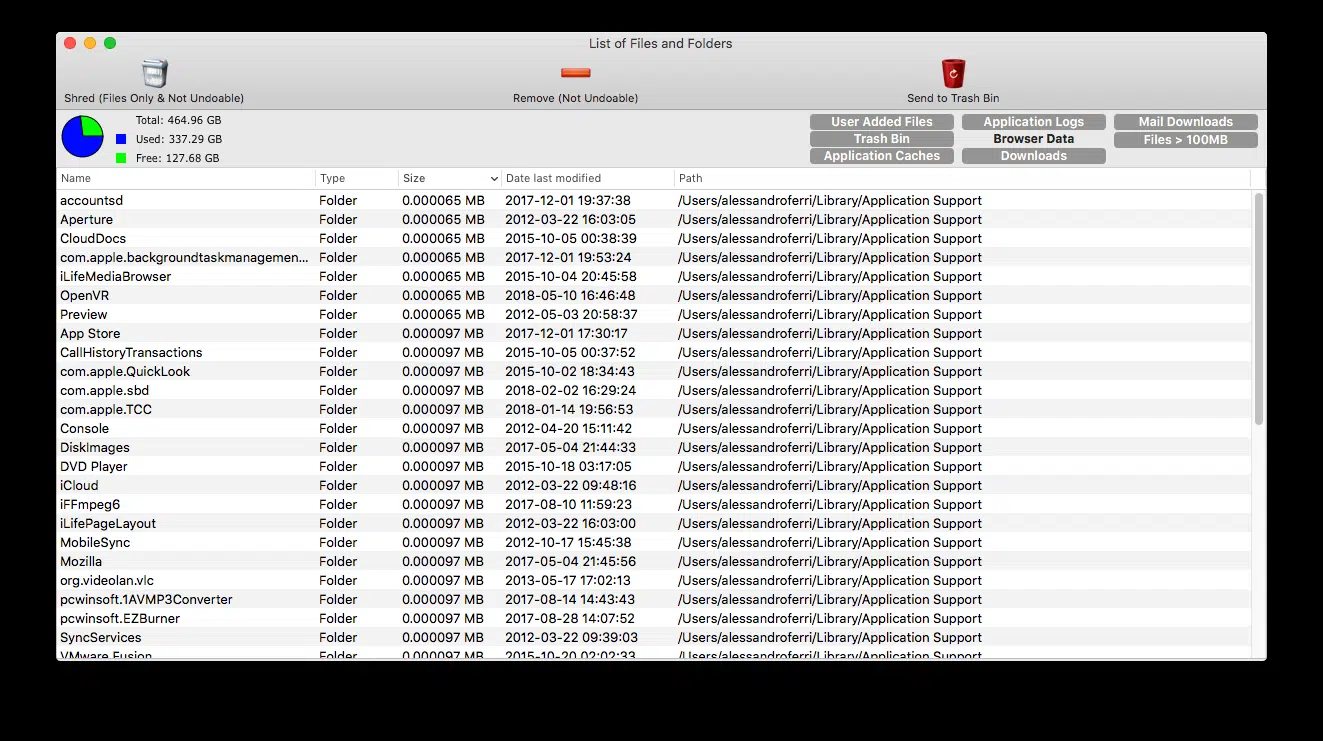 List of Files and Folders
Shred (Files Only & Not Undoable) Remove (Not Undoable) Send to Trash Bin
Total: 464.96 GB
Used: 337.29 GB
Free: 127.68 GB
User Added Files Application Logs Mail Downloads
Trash Bin Browser Data Files > 100MB
Application Caches Downloads
Name Type Size Date last modified Path
accountsd Folder 0.000065 MB 2017-12-01 19:37:38 /Users/alessandroferri/Library/Application Support
Aperture Folder 0.000065 MB 2012-03-22 16:03:05 /Users/alessandroferri/Library/Application Support
CloudDocs Folder 0.000065 MB 2015-10-05 00:38:39 /Users/alessandroferri/Library/Application Support
com.apple.backgroundtaskmanagemen... Folder 0.000065 MB 2017-12-01 19:53:24 /Users/alessandroferri/Library/Application Support
iLifeMediaBrowser Folder 0.000065 MB 2015-10-04 20:45:58 /Users/alessandroferri/Library/Application Support
OpenVR Folder 0.000065 MB 2018-05-10 16:46:48 /Users/alessandroferri/Library/Application Support
Preview Folder 0.000065 MB 2012-05-03 20:58:37 /Users/alessandroferri/Library/Application Support
App Store Folder 0.000097 MB 2017-12-01 17:30:17 /Users/alessandroferri/Library/Application Support
CallHistoryTransactions Folder 0.000097 MB 2015-10-05 00:37:52 /Users/alessandroferri/Library/Application Support
com.apple.QuickLook Folder 0.000097 MB 2015-10-02 18:34:43 /Users/alessandroferri/Library/Application Support
com.apple.sbd Folder 0.000097 MB 2018-02-02 16:29:24 /Users/alessandroferri/Library/Application Support
com.apple.TCC Folder 0.000097 MB 2018-01-14 19:56:53 /Users/alessandroferri/Library/Application Support
Console Folder 0.000097 MB 2012-04-20 15:11:42 /Users/alessandroferri/Library/Application Support
DiskImages Folder 0.000097 MB 2017-05-04 21:44:33 /Users/alessandroferri/Library/Application Support
DVD Player Folder 0.000097 MB 2015-10-18 03:17:05 /Users/alessandroferri/Library/Application Support
iCloud Folder 0.000097 MB 2012-03-22 09:48:16 /Users/alessandroferri/Library/Application Support
iFFmpeg6 Folder 0.000097 MB 2017-08-10 11:59:23 /Users/alessandroferri/Library/Application Support
iLifePageLayout Folder 0.000097 MB 2012-03-22 16:03:00 /Users/alessandroferri/Library/Application Support
MobileSync Folder 0.000097 MB 2012-10-17 15:45:38 /Users/alessandroferri/Library/Application Support
Mozilla Folder 0.000097 MB 2017-05-04 21:45:56 /Users/alessandroferri/Library/Application Support
org.videolan.vlc Folder 0.000097 MB 2013-05-17 17:02:13 /Users/alessandroferri/Library/Application Support
pcwinsoft.1AVMP3Converter Folder 0.000097 MB 2017-08-14 14:43:43 /Users/alessandroferri/Library/Application Support
pcwinsoft.EZBurner Folder 0.000097 MB 2017-08-28 14:07:52 /Users/alessandroferri/Library/Application Support
SyncServices Folder 0.000097 MB 2012-03-22 09:39:03 /Users/alessandroferri/Library/Application Support
VMware Fusion Folder 0.000097 MB 2015-10-20 02:02:33 /Users/alessandroferri/Library/Application Support